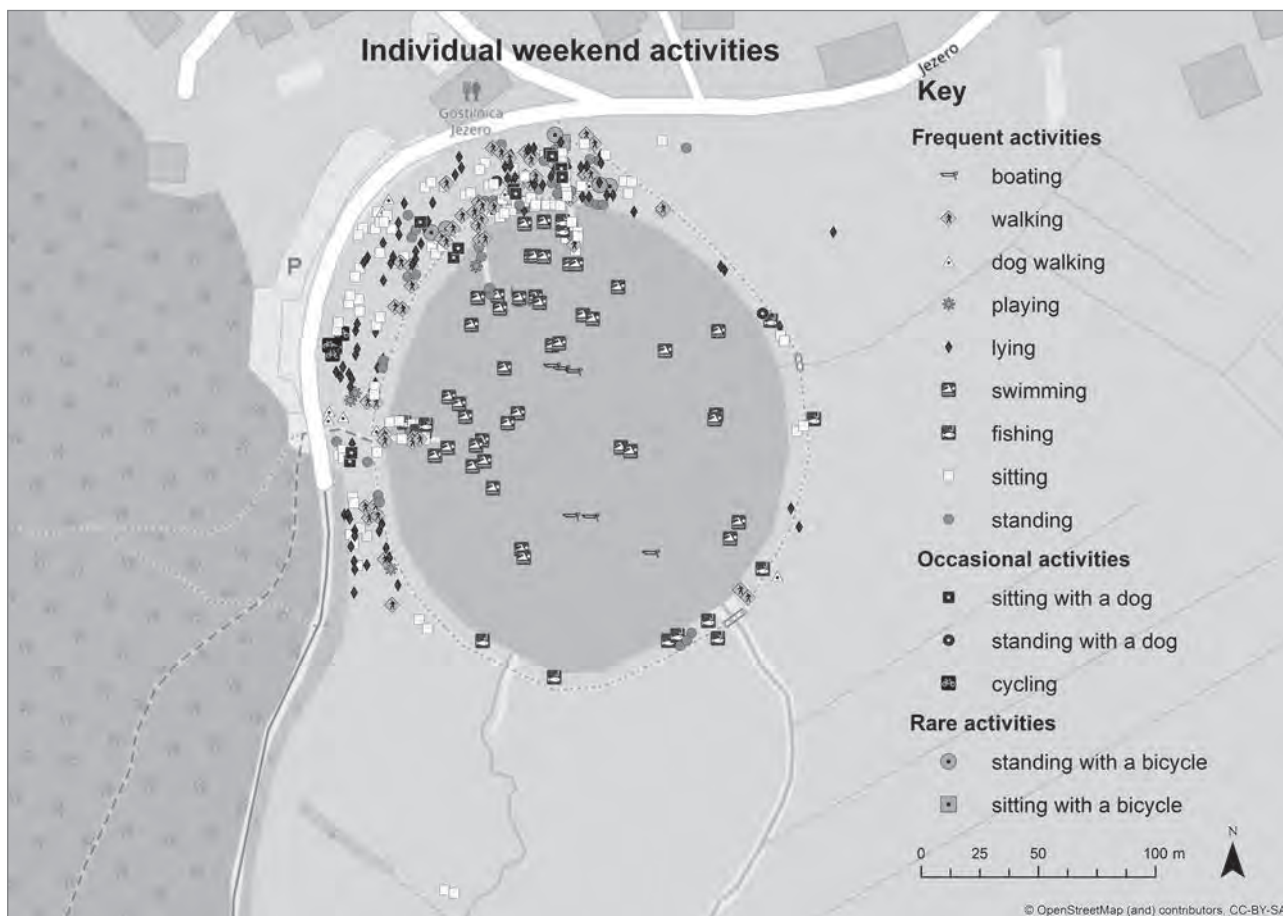 Individual weekend activities
Gostilnica
Jezero
Jezero
P
Key
Frequent activities
boating
walking
dog walking
playing
lying
swimming
fishing
sitting
standing
Occasional activities
sitting with a dog
standing with a dog
cycling
Rare activities
standing with a bicycle
sitting with a bicycle
N
0 25 50 100 m
© OpenStreetMap (and) contributors, CC-BY-SA